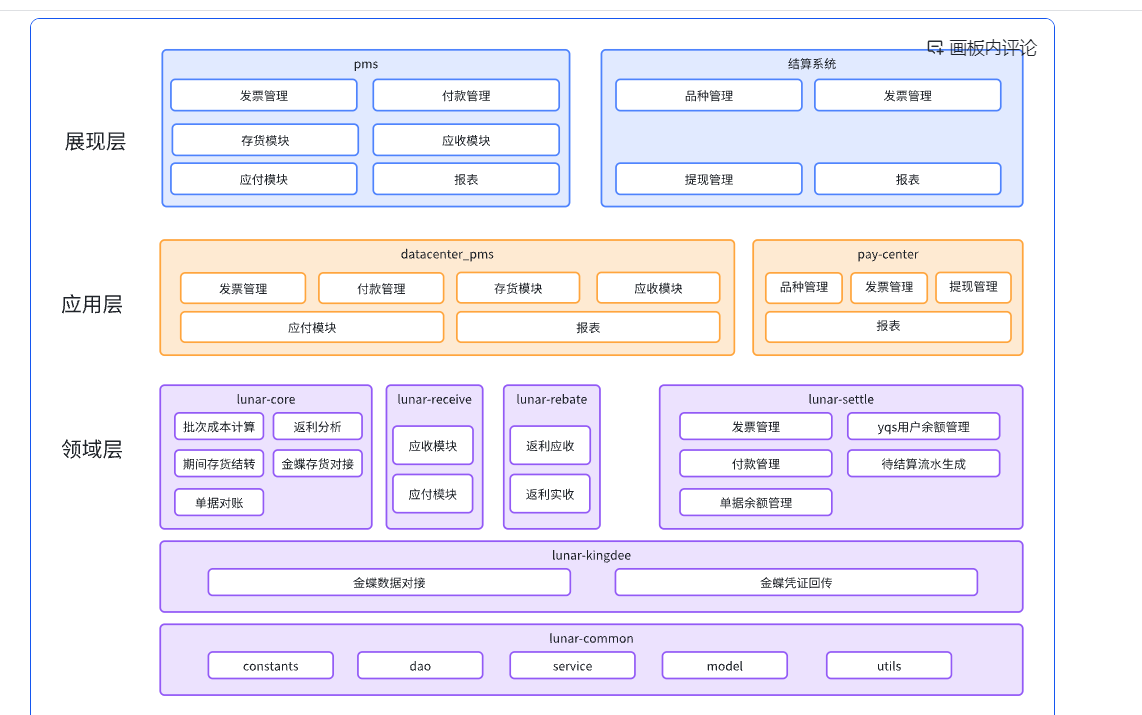 画板内评论
展现层
pms
发票管理
付款管理
存货模块
应收模块
应付模块
报表
结算系统
品种管理
发票管理
提现管理
报表
应用层
datacenter_pms
发票管理
付款管理
存货模块
应收模块
应付模块
报表
pay-center
品种管理
发票管理
提现管理
报表
领域层
lunar-core
批次成本计算
返利分析
期间存货结转
金蝶存货对接
单据对账
lunar-receive
应收模块
应付模块
lunar-rebate
返利应收
返利实收
lunar-settle
发票管理
yqs用户余额管理
付款管理
待结算流水生成
单据余额管理
lunar-kingdee
金蝶数据对接
金蝶凭证回传
lunar-common
constants
dao
service
model
utils